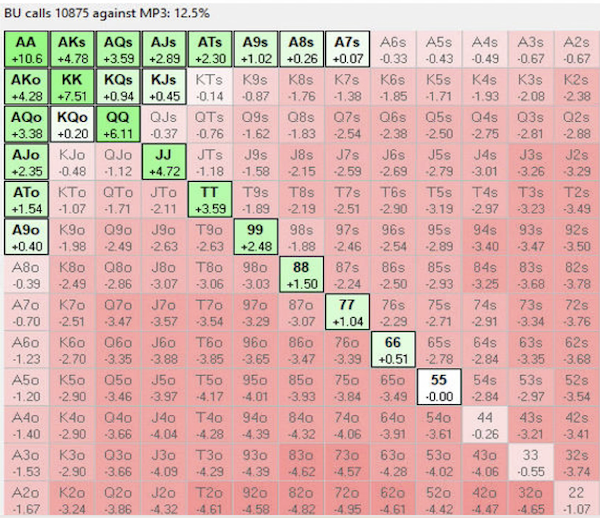 BU calls 10875 against MP3: 12.5%
AA AKs AQs AJs ATs A9s A8s A7s A6s A5s A4s A3s A2s
+10.6 +4.78 +3.59 +2.89 +2.30 +1.02 +0.26 +0.07 -0.33 -0.43 -0.49 -0.67 -0.67
AKo KK KQs KJs KTs K9s K8s K7s K6s K5s K4s K3s K2s
+4.28 +7.51 +0.94 +0.45 -0.14 -0.87 -1.76 -1.38 -1.85 -1.71 -1.93 -2.08 -2.38
AQo KQo QQ QJs QTs Q9s Q8s Q7s Q6s Q5s Q4s Q3s Q2s
+3.38 +0.20 +6.11 -0.37 -0.76 -1.62 -1.83 -2.54 -2.38 -2.50 -2.75 -2.81 -2.88
AJo KJo QJo JJ JTs J9s J8s J7s J6s J5s J4s J3s J2s
+2.35 -0.48 -1.12 +4.72 -1.18 -1.58 -2.15 -2.59 -2.69 -2.79 -3.01 -3.26 -3.29
ATo KTo QTo JTo TT T9s T8s T7s T6s T5s T4s T3s T2s
+1.54 -1.07 -1.71 -2.11 +3.59 -1.89 -2.19 -2.51 -2.90 -3.19 -2.97 -3.23 -3.49
A9o K9o Q9o J9o T9o 99 98s 97s 96s 95s 94s 93s 92s
+0.40 -1.98 -2.49 -2.63 -2.63 +2.48 -1.88 -2.46 -2.54 -2.89 -3.40 -3.47 -3.50
A8o K8o Q8o J8o T8o 98o 88 87s 86s 85s 84s 83s 82s
-0.39 -2.49 -2.86 -3.07 -3.06 -3.03 +1.50 -2.24 -2.50 -2.93 -3.25 -3.68 -3.78
A7o K7o Q7o J7o T7o 97o 87o 77 76s 75s 74s 73s 72s
-0.70 -2.51 -3.47 -3.57 -3.54 -3.29 -3.07 +1.04 -2.29 -2.71 -2.91 -3.34 -3.76
A6o K6o Q6o J6o T6o 96o 86o 76o 66 65s 64s 63s 62s
-1.23 -2.70 -3.35 -3.88 -3.85 -3.65 -3.47 -3.39 +0.51 -2.78 -2.84 -3.35 -3.68
A5o K5o Q5o J5o T5o 95o 85o 75o 65o 55 54s 53s 52s
-1.20 -2.90 -3.46 -3.97 -4.17 -4.01 -3.93 -3.84 -3.49 -0.00 -2.84 -2.97 -3.54
A4o K4o Q4o J4o T4o 94o 84o 74o 64o 54o 44 43s 42s
-1.40 -2.90 -3.66 -4.04 -4.28 -4.39 -4.32 -4.06 -3.91 -3.61 -0.26 -3.21 -3.41
A3o K3o Q3o J3o T3o 93o 83o 73o 63o 53o 43o 33 32s
-1.53 -2.90 -3.66 -4.04 -4.29 -4.39 -4.62 -4.57 -4.28 -4.02 -4.06 -0.55 -3.74
A2o K2o Q2o J2o T2o 92o 82o 72o 62o 52o 42o 32o 22
-1.67 -3.24 -3.86 -4.32 -4.61 -4.58 -4.82 -4.95 -4.61 -4.42 -4.47 -4.65 -1.07